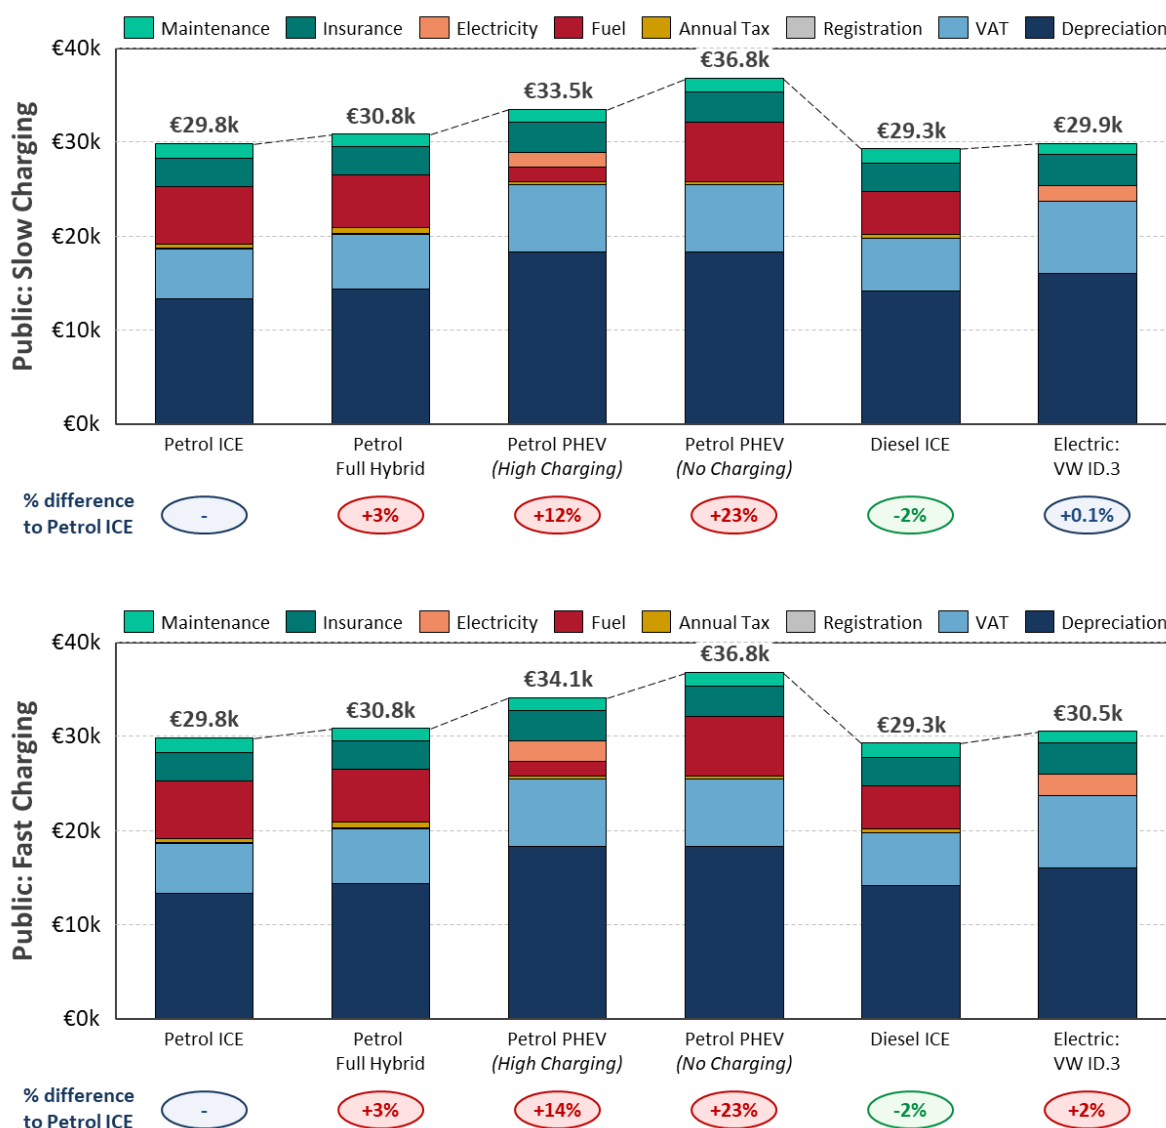 Maintenance Insurance Electricity Fuel Annual Tax Registration VAT Depreciation
Public: Slow Charging
€40k
€30k
€20k
€10k
€0k
€29.8k
€30.8k
€33.5k
€36.8k
€29.3k
€29.9k
Petrol ICE
Petrol
Full Hybrid
Petrol PHEV
(High Charging)
Petrol PHEV
(No Charging)
Diesel ICE
Electric:
VW ID.3
% difference
to Petrol ICE
-
+3%
+12%
+23%
-2%
+0.1%
Maintenance Insurance Electricity Fuel Annual Tax Registration VAT Depreciation
Public: Fast Charging
€40k
€30k
€20k
€10k
€0k
€29.8k
€30.8k
€34.1k
€36.8k
€29.3k
€30.5k
Petrol ICE
Petrol
Full Hybrid
Petrol PHEV
(High Charging)
Petrol PHEV
(No Charging)
Diesel ICE
Electric:
VW ID.3
% difference
to Petrol ICE
-
+3%
+14%
+23%
-2%
+2%